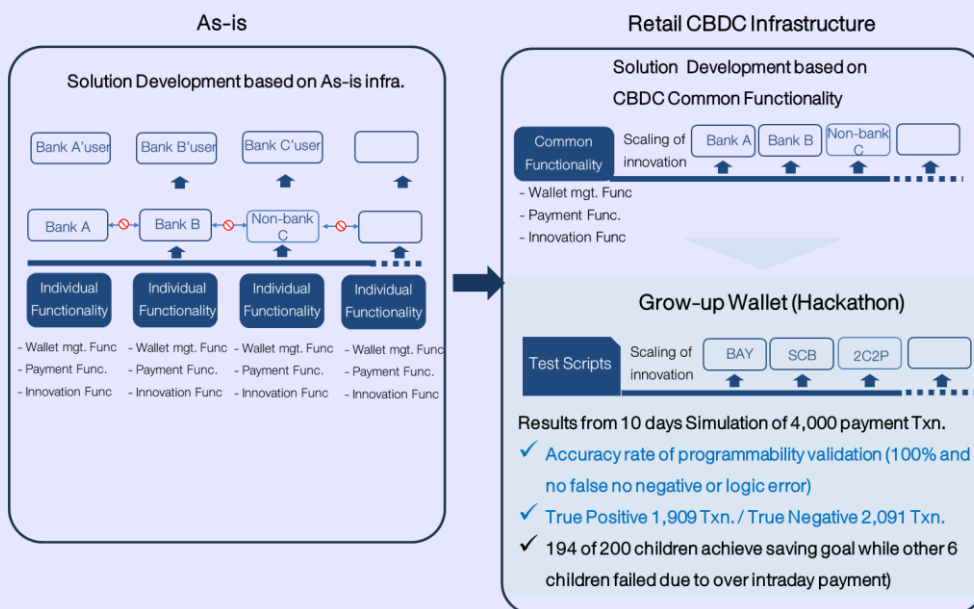 As-is
Solution Development based on As-is infra.
Bank A'user
Bank B'user
Bank C'user
Bank A
Bank B
Non-bank
C
Individual
Functionality
Individual
Functionality
Individual
Functionality
Individual
Functionality
- Wallet mgt. Func
- Payment Func.
- Innovation Func
- Wallet mgt. Func
- Payment Func.
- Innovation Func
- Wallet mgt. Func
- Payment Func.
- Innovation Func
- Wallet mgt. Func
- Payment Func.
- Innovation Func
Retail CBDC Infrastructure
Solution Development based on
CBDC Common Functionality
Common
Functionality
Scaling of
innovation
Bank A
Bank B
Non-bank
C
- Wallet mgt. Func
- Payment Func.
- Innovation Func
Grow-up Wallet (Hackathon)
Test Scripts
Scaling of
innovation
BAY
SCB
2C2P
Results from 10 days Simulation of 4,000 payment Txn.
✓ Accuracy rate of programmability validation (100% and
no false no negative or logic error)
✓ True Positive 1,909 Txn. / True Negative 2,091 Txn.
✓ 194 of 200 children achieve saving goal while other 6
children failed due to over intraday payment)